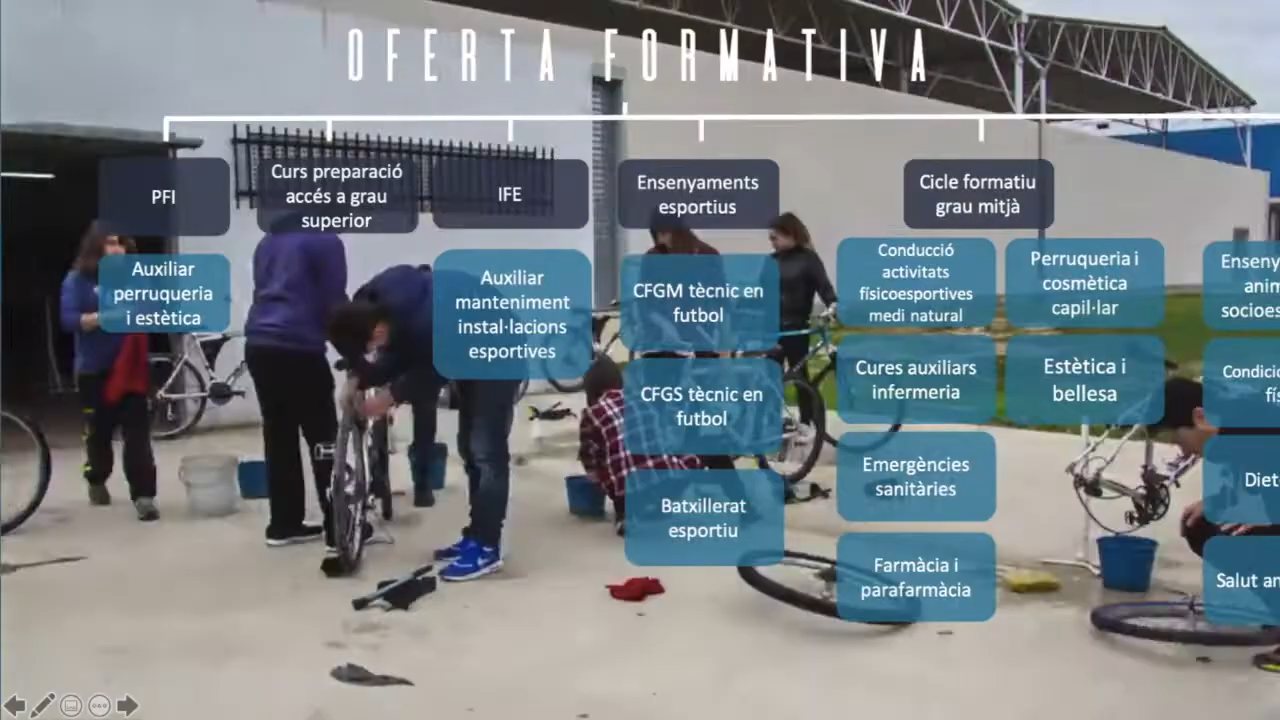 OFERTA FORMATIVA
PFI
Auxiliar
perruqueria
i estètica
Curs preparació
accés a grau
superior
IFE
Auxiliar
manteniment
instal·lacions
esportives
Ensenyaments
esportius
CFGM tècnic en
futbol
CFGS tècnic en
futbol
Batxillerat
esportiu
Cicle formatiu
grau mitjà
Conducció
activitats
físicoesportives
medi natural
Cures auxiliars
infermeria
Emergències
sanitàries
Farmàcia i
parafarmàcia
Perruqueria i
cosmètica
capil·lar
Estètica i
bellesa
Salut